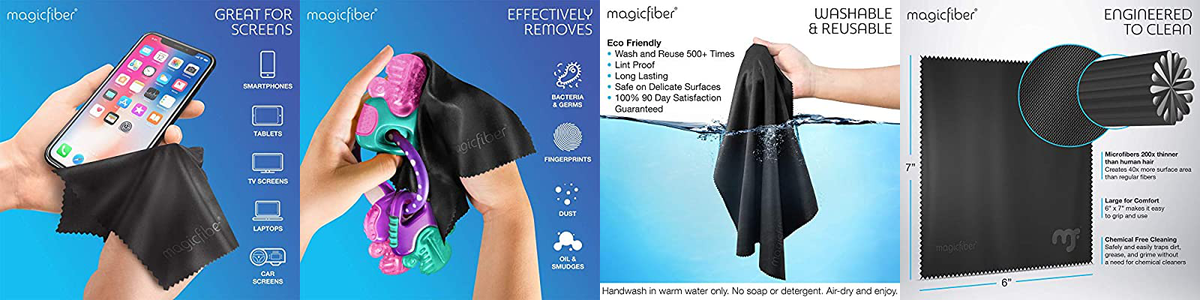 magicfiber®
GREAT FOR
SCREENS
SMARTPHONES
TABLETS
TV SCREENS
LAPTOPS
CAR
SCREENS
magicfiber®
magicfiber®
EFFECTIVELY
REMOVES
BACTERIA
& GERMS
FINGERPRINTS
DUST
OIL &
SMUDGES
magicfiber®
magicfiber®
WASHABLE
& REUSABLE
Eco Friendly
• Wash and Reuse 500+ Times
• Lint Proof
• Long Lasting
• Safe on Delicate Surfaces
• 100% 90 Day Satisfaction
Guaranteed
Handwash in warm water only. No soap or detergent. Air-dry and enjoy.
magicfiber®
ENGINEERED
TO CLEAN
7"
Microfibers 200x thinner
than human hair
Creates 40x more surface area
than regular fibers
Large for Comfort
6" x 7" makes it easy
to grip and use
Chemical Free Cleaning
Safely and easily traps dirt,
grease, and grime without
a need for chemical cleaners
magicfiber®
mf
6"